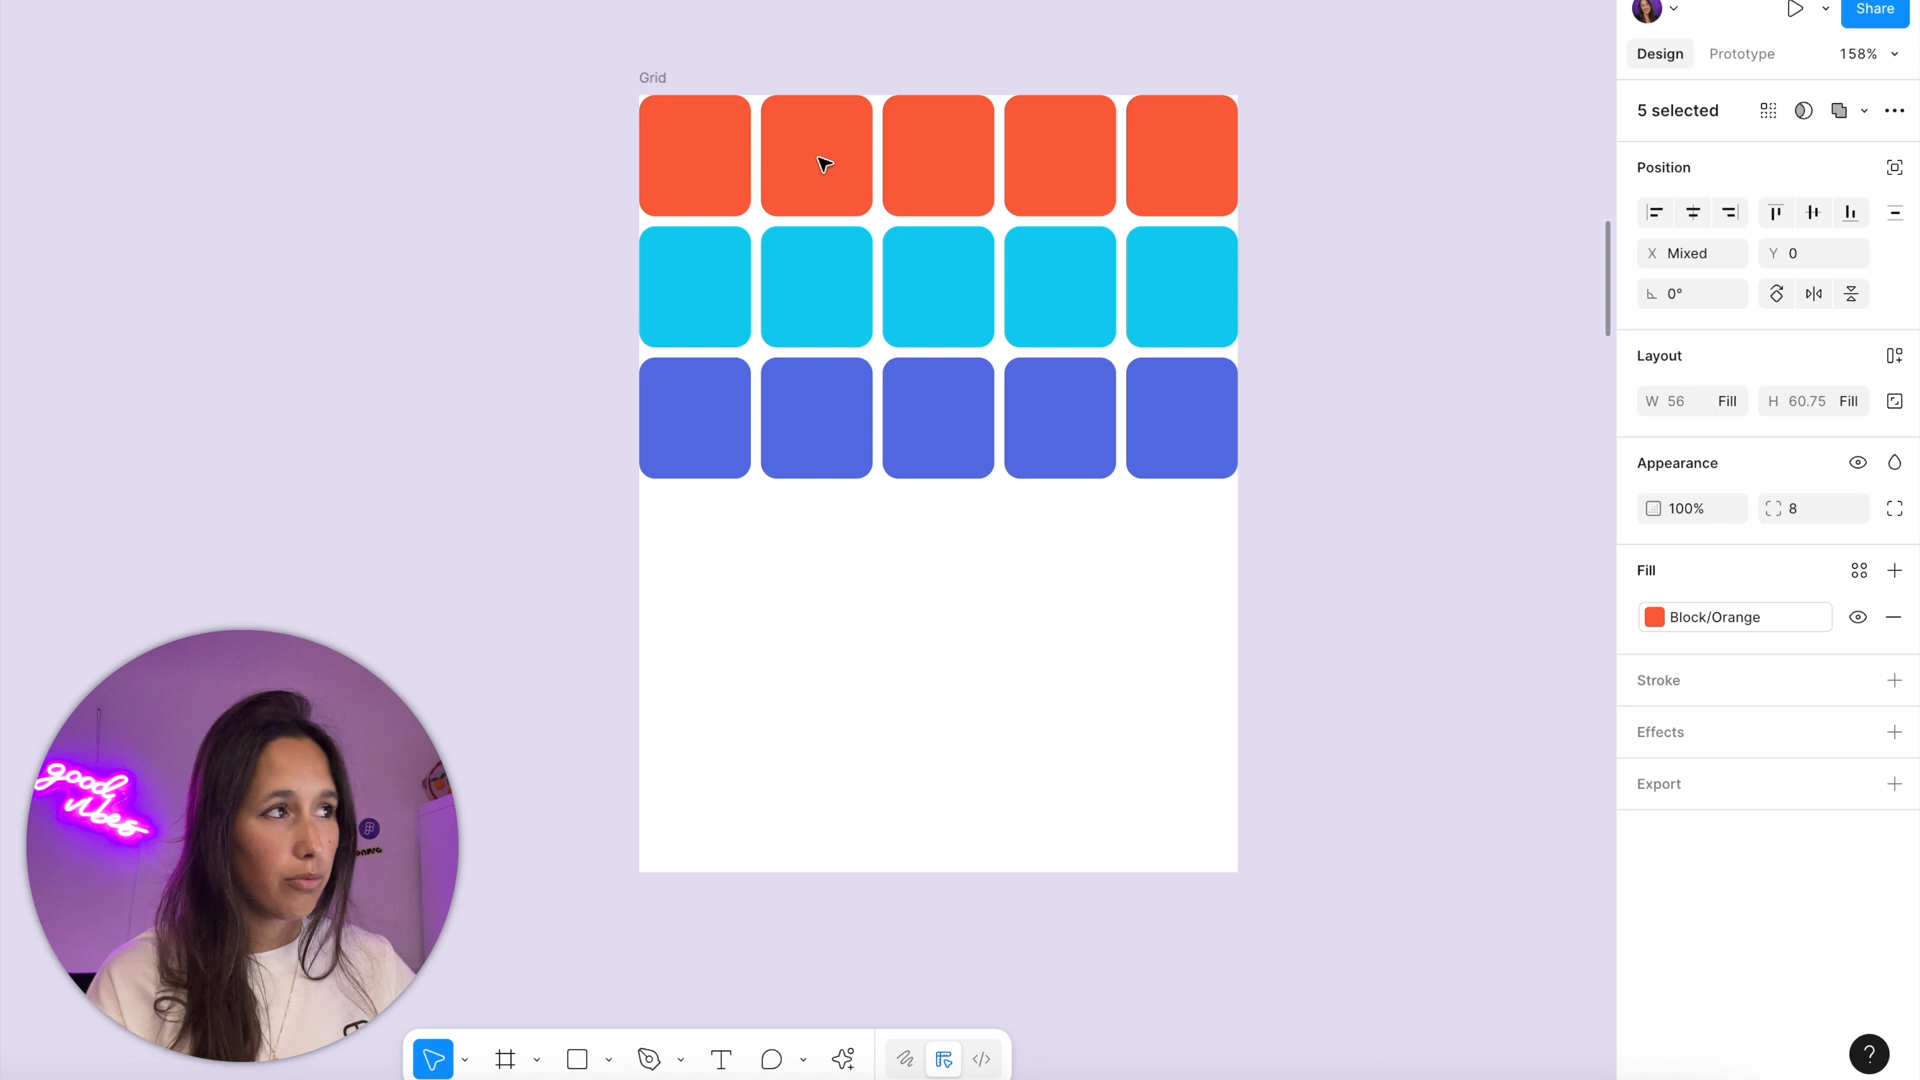 Grid
Share
Design Prototype 158%
5 selected
Position
X Mixed Y 0
0°
Layout
W 56 Fill H 60.75 Fill
Appearance
100% 8
Fill
Block/Orange
Stroke
Effects
Export
good
vibes
?